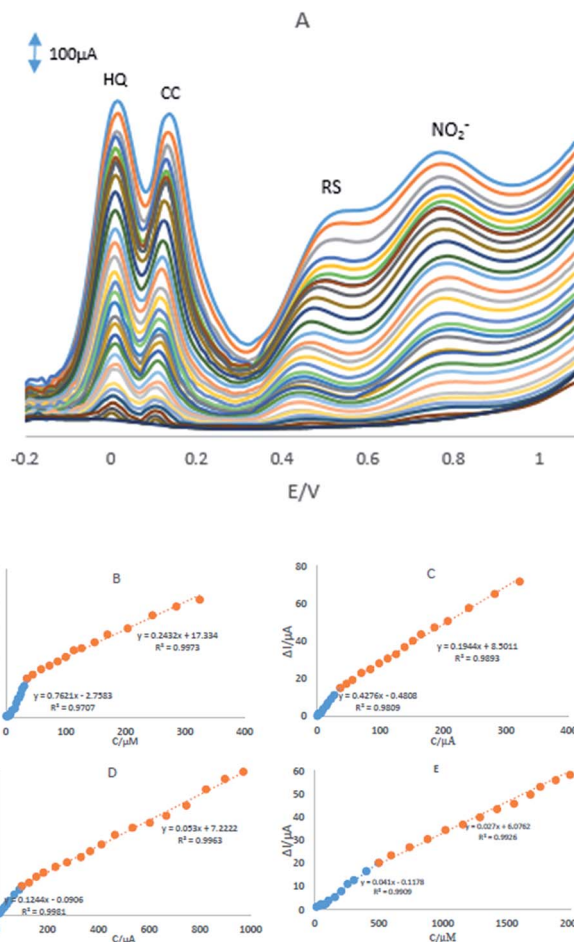 A
100µA
HQ
CC
RS
NO₂⁻
-0.2 0 0.2 0.4 0.6 0.8 1
E/V
B
y = 0.2432x + 17.334
R² = 0.9973
y = 0.7621x - 2.7583
R² = 0.9707
0 100 200 300 400
C/µM
C
80
60
40
20
0
ΔI/µA
y = 0.1944x + 8.5011
R² = 0.9893
y = 0.4276x - 0.4808
R² = 0.9809
0 100 200 300 400
C/µA
D
y = 0.053x + 7.2222
R² = 0.9963
y = 0.1244x - 0.0906
R² = 0.9981
200 400 600 800 1000
C/µA
E
60
50
40
30
20
10
0
ΔI/µA
y = 0.027x + 6.0762
R² = 0.9926
y = 0.041x - 0.1178
R² = 0.9909
0 500 1000 1500 200
C/µM